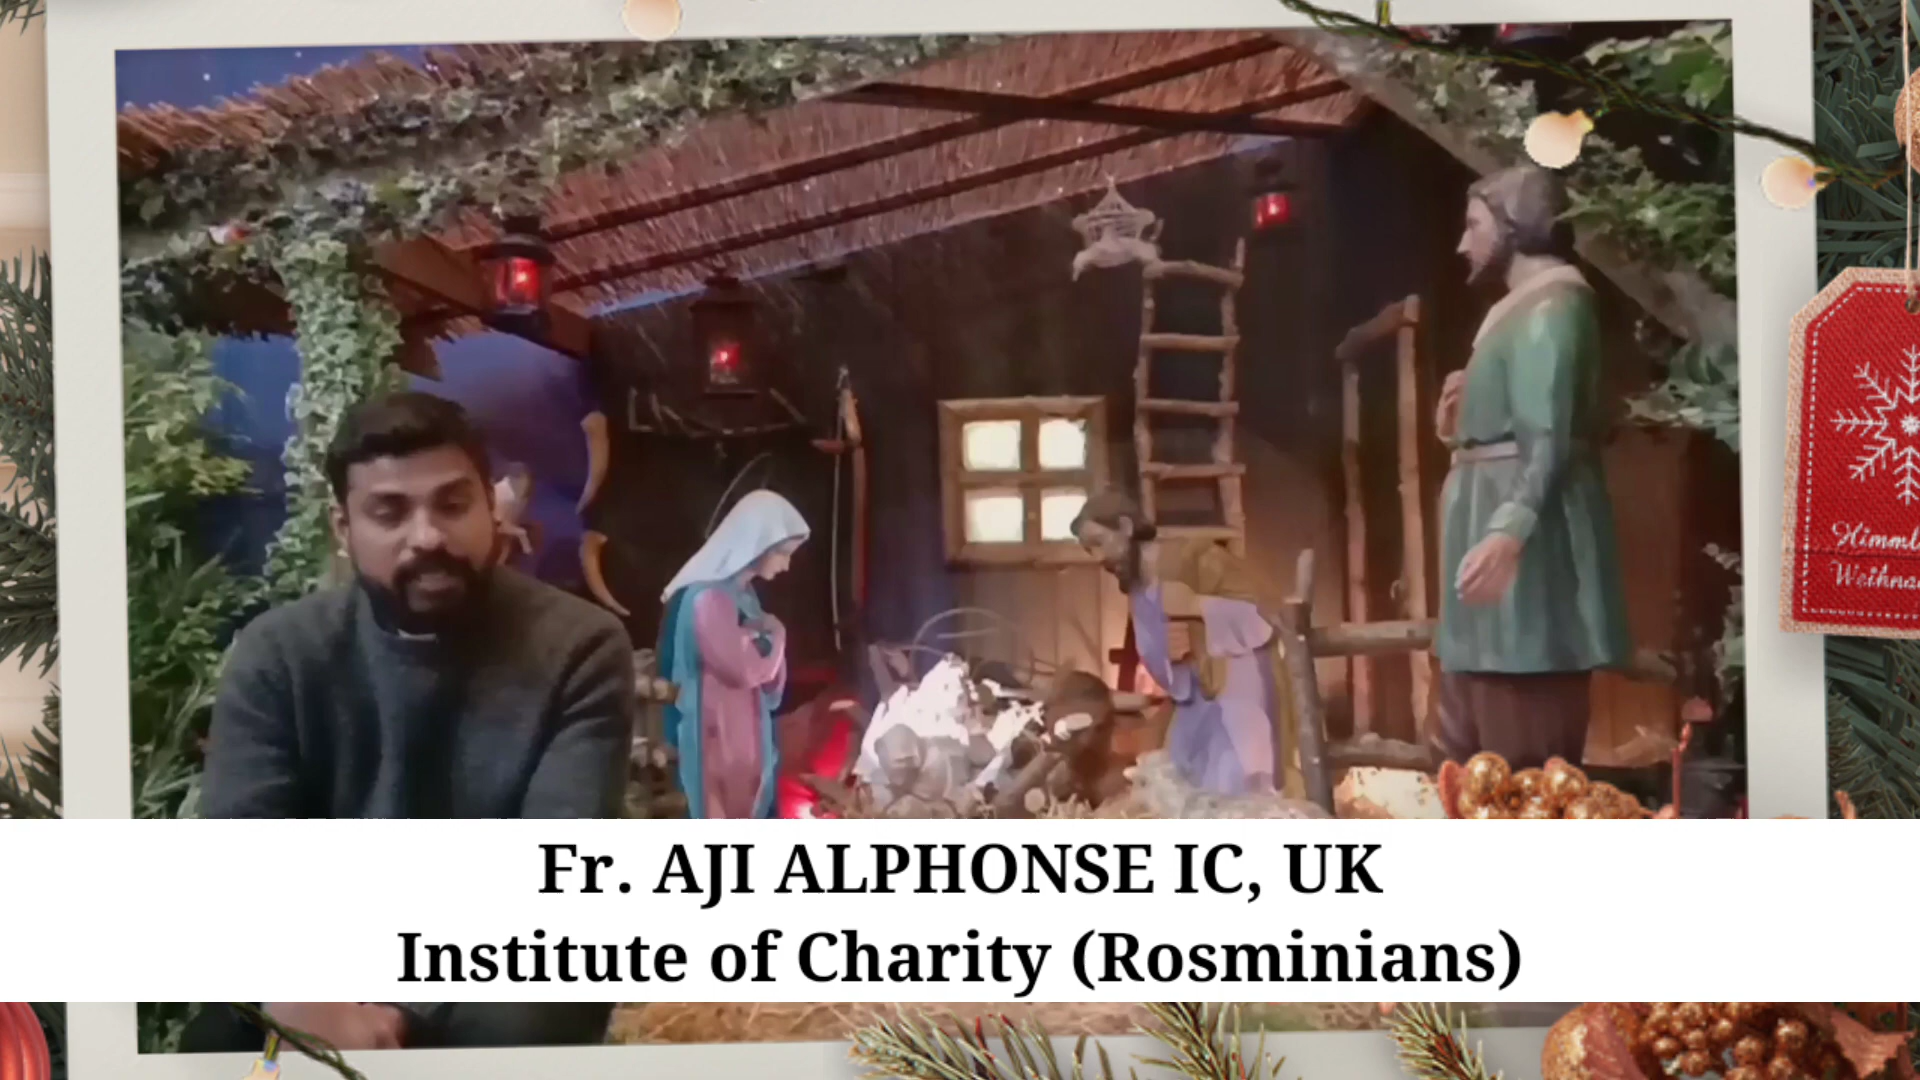 Fr. AJI ALPHONSE IC, UK
Institute of Charity (Rosminians)